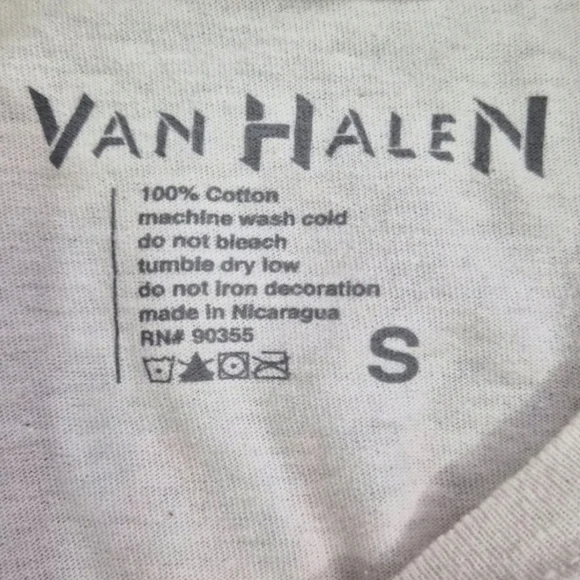 VAN HALEN
100% Cotton
machine wash cold
do not bleach
tumble dry low
do not iron decoration
made in Nicaragua
RN# 90355
S